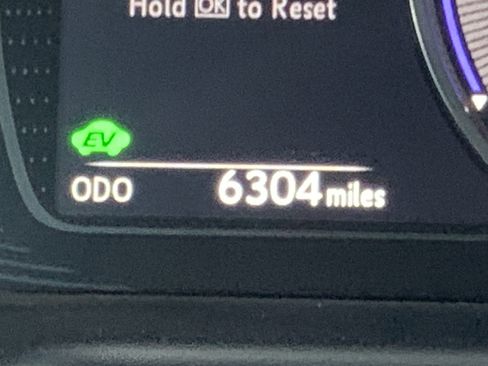 Hold OK to Reset
EV
ODO 6304 miles